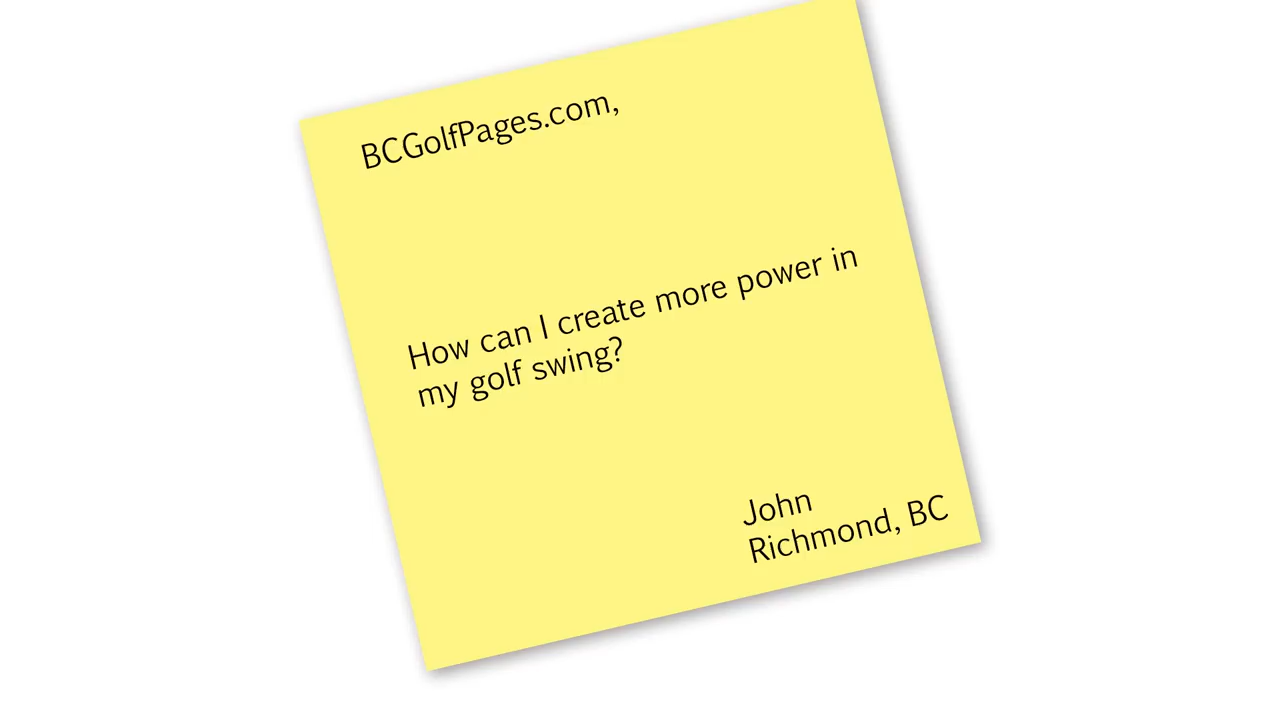 BCGolfPages.com,
How can I create more power in
my golf swing?
John
Richmond, BC